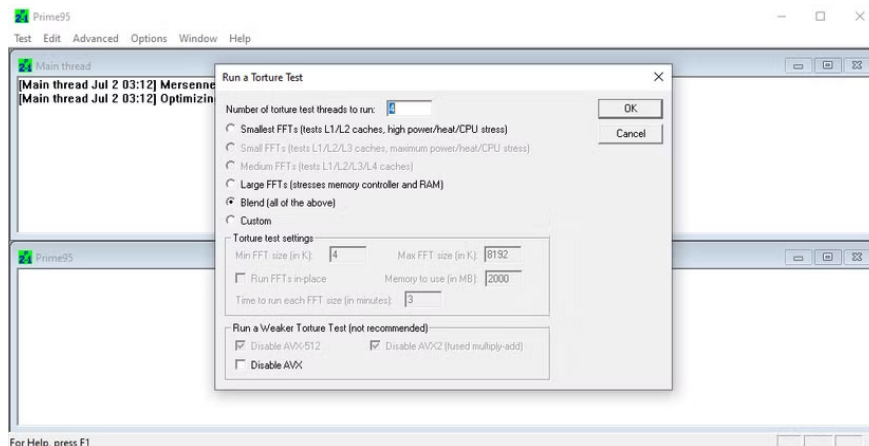 Prime95
Test Edit Advanced Options Window Help
Main thread
[Main thread Jul 2 03:12] Mersenne
[Main thread Jul 2 03:12] Optimizin
Run a Torture Test
Number of torture test threads to run: 4
OK
Smallest FFTs (tests L1/L2 caches, high power/heat/CPU stress)
Cancel
Small FFTs (tests L1/L2/L3 caches, maximum power/heat/CPU stress)
Medium FFTs (tests L1/L2/L3/L4 caches)
Large FFTs (stresses memory controller and RAM)
Blend (all of the above)
Custom
Torture test settings
Min FFT size (in K): 4 Max FFT size (in K): 8192
Run FFTs in-place Memory to use (in MB): 2000
Time to run each FFT size (in minutes): 3
Run a Weaker Torture Test (not recommended)
Disable AVX-512 Disable AVX2 (fused multiply-add)
Disable AVX
Prime95
For Help, press F1